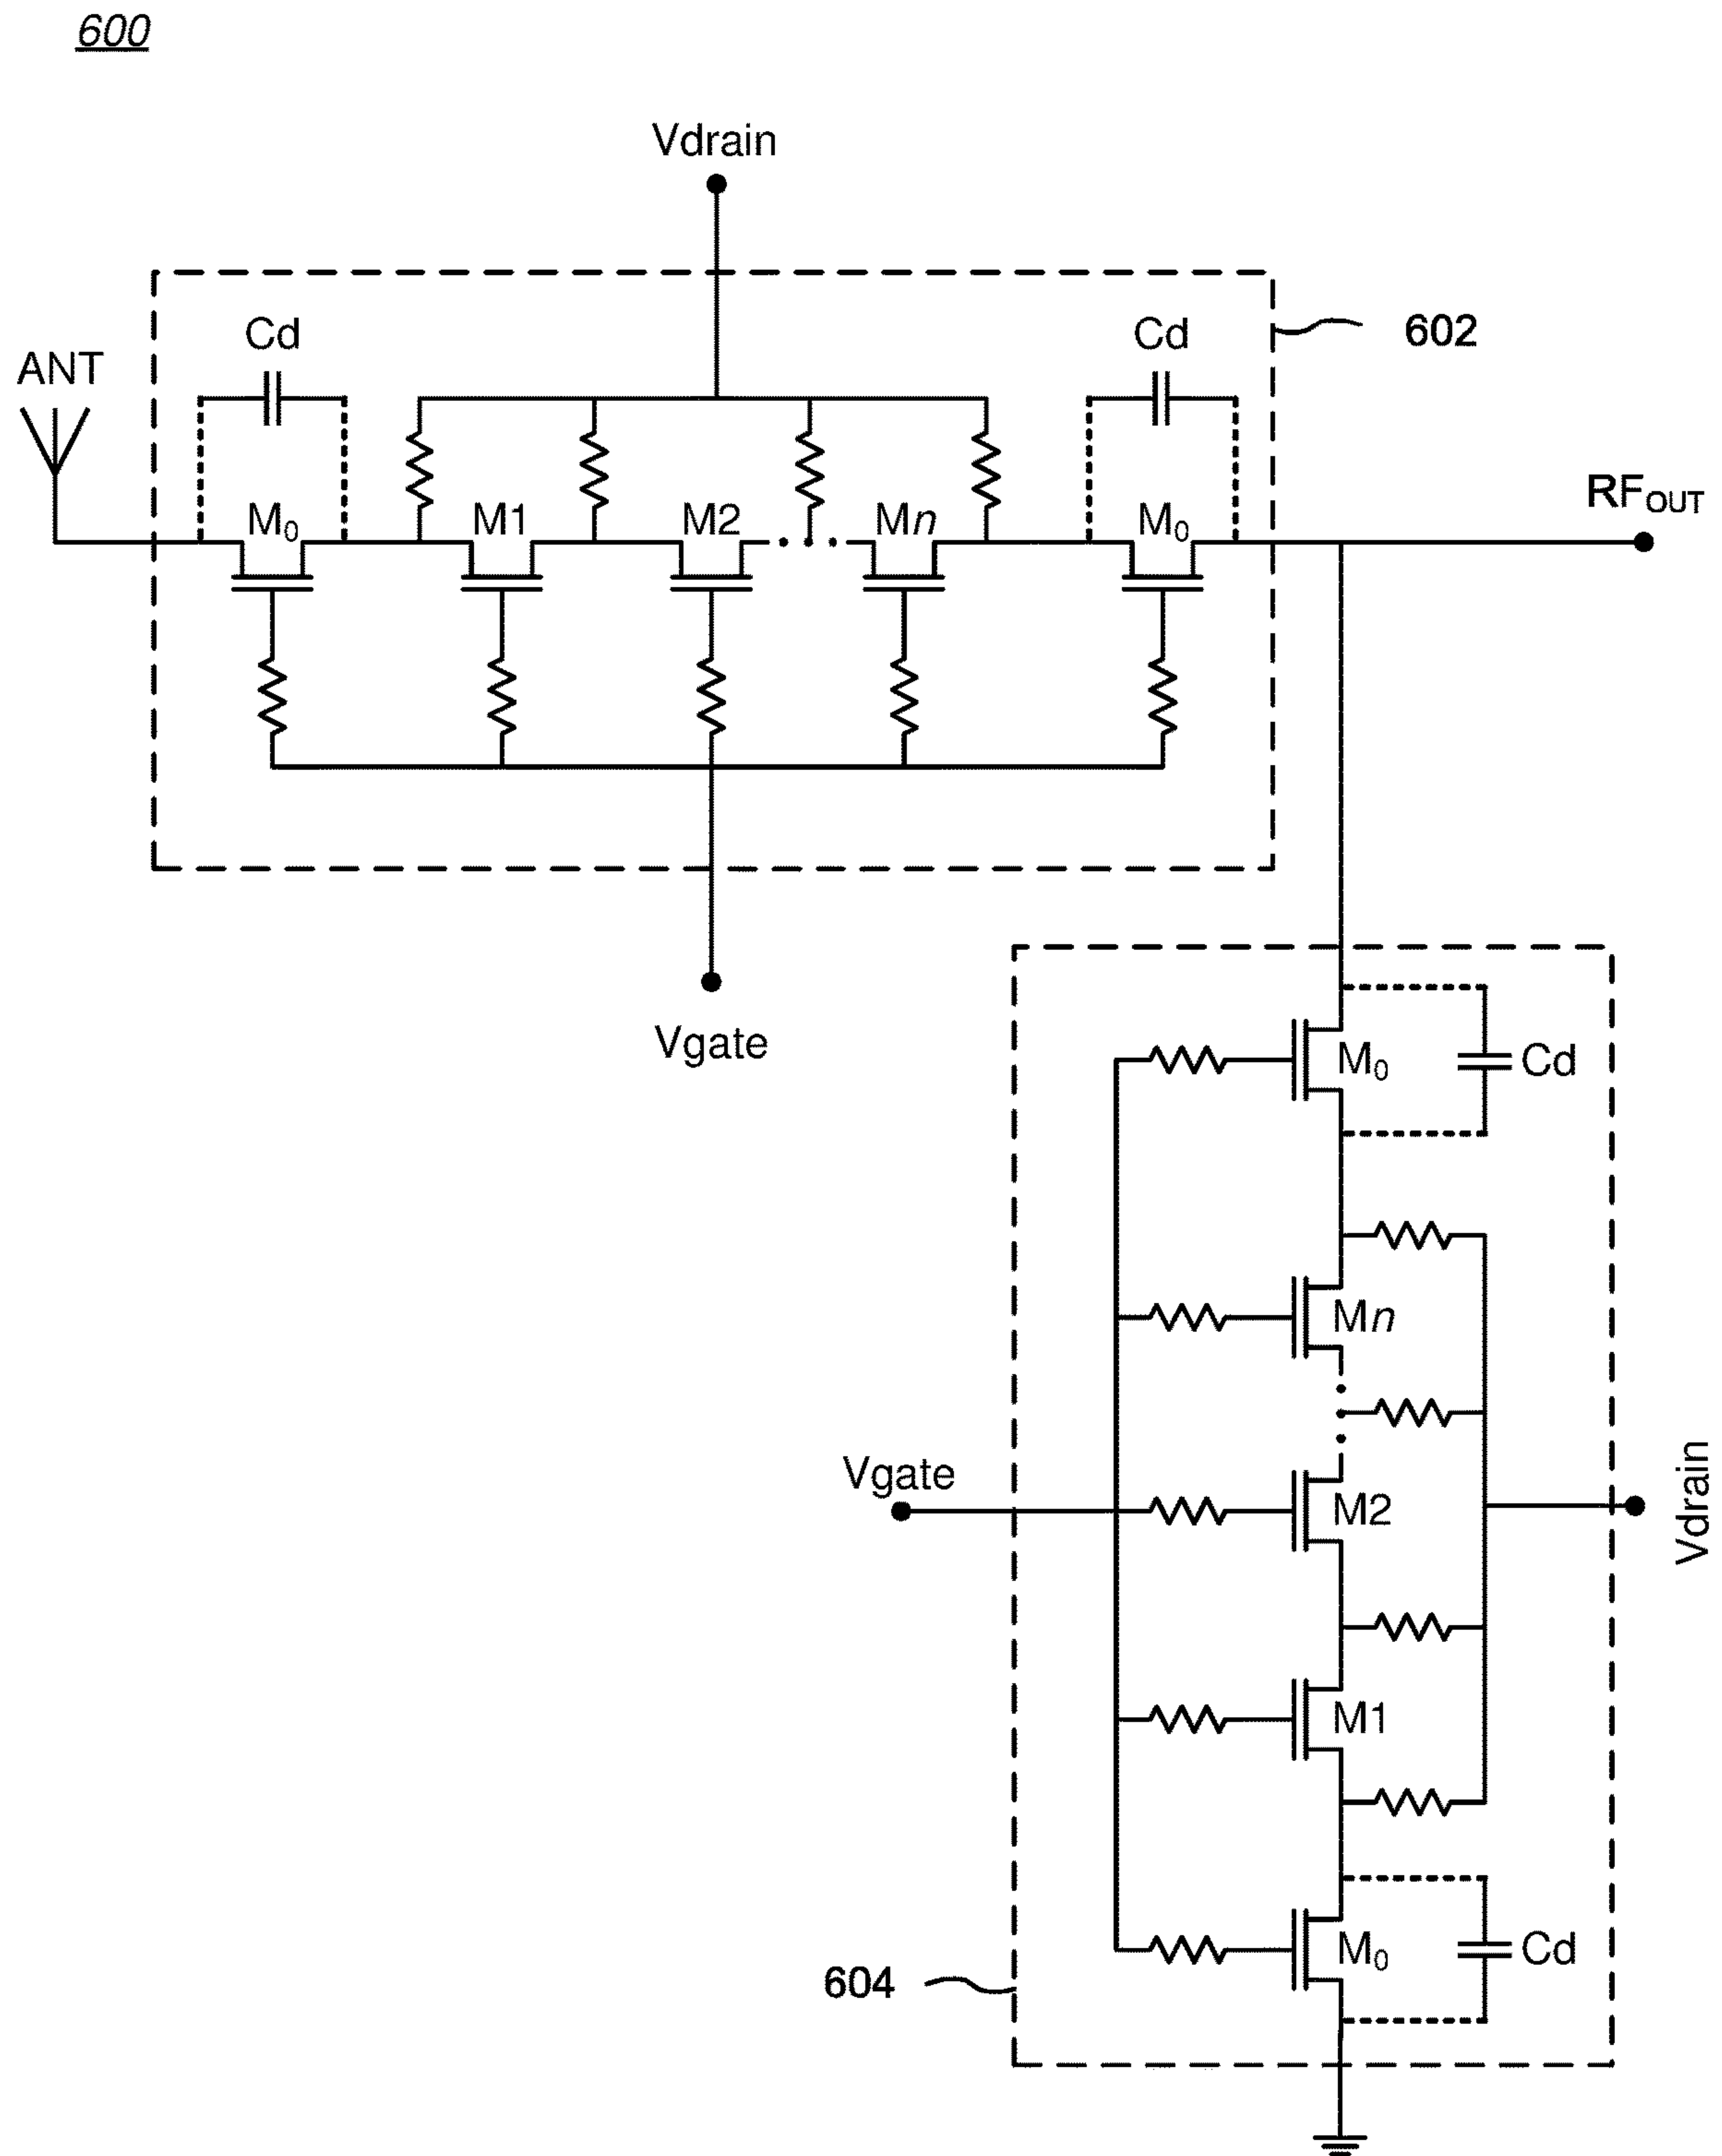 600
Vdrain
Cd
Cd
602
ANT
M₀
M1
M2
Mn
M₀
RF_OUT
Vgate
M₀
Cd
Mn
Vgate
M2
Vdrain
M1
M₀
Cd
604